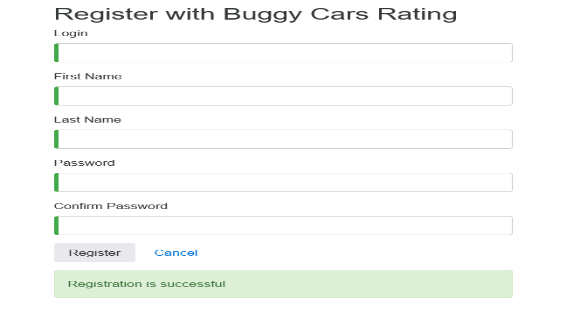 Register with Buggy Cars Rating
Login
First Name
Last Name
Password
Confirm Password
Register Cancel
Registration is successful